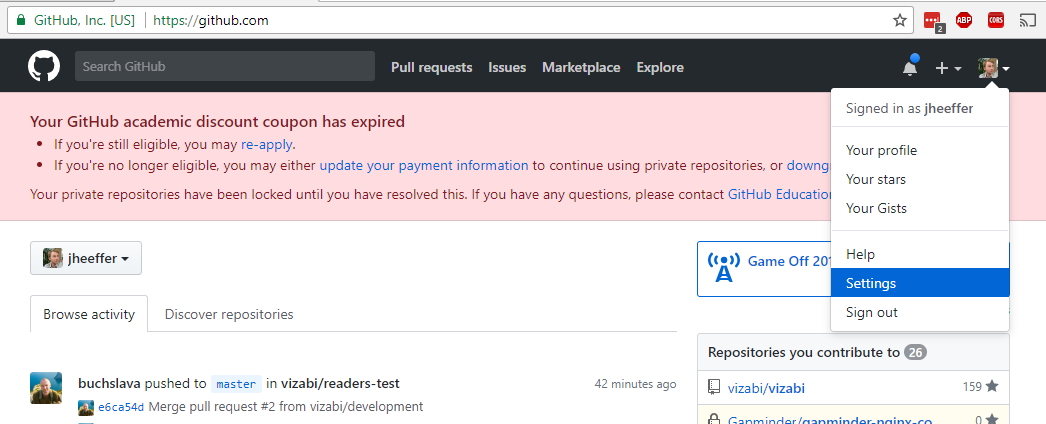 GitHub, Inc. [US] https://github.com
2 ABP CORS
Search GitHub Pull requests Issues Marketplace Explore
Signed in as jheeffer
Your profile
Your stars
Your Gists
Help
Settings
Sign out
Your GitHub academic discount coupon has expired
If you're still eligible, you may re-apply.
If you're no longer eligible, you may either update your payment information to continue using private repositories, or
Your private repositories have been locked until you have resolved this. If you have any questions, please contact GitHub
jheeffer
Game Off
Browse activity Discover repositories
Repositories you contribute to 26
buchslava pushed to master in vizabi/readers-test 42 minutes ago
e6ca54d Merge pull request #2 from vizabi/development
vizabi/vizabi 159
Gapminder/gapminder-nginx-co 0